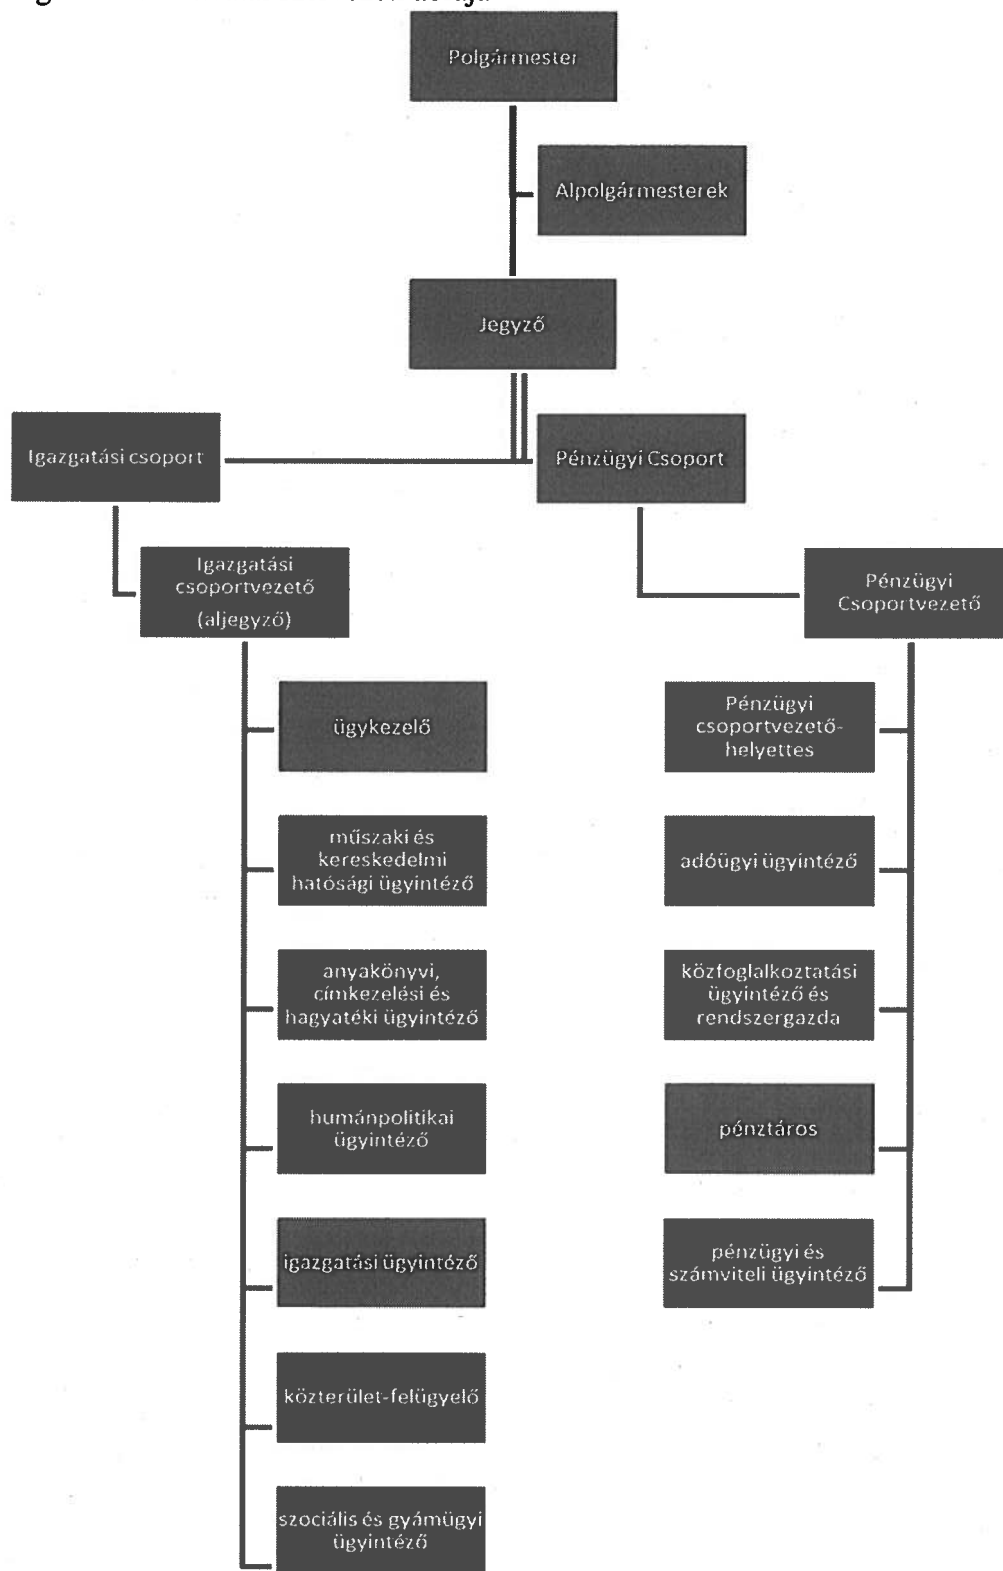 Polgármester
Alpolgármesterek
Jegyző
Igazgatási csoport
Pénzügyi Csoport
Igazgatási
csoportvezető
(aljegyző)
Pénzügyi
Csoportvezető
ügykezelő
műszaki és
kereskedelmi
hatósági ügyintéző
anyakönyvi,
címkezelési és
hagyatéki ügyintéző
humánpolitikai
ügyintéző
igazgatási ügyintéző
közterület-felügyelő
szociális és gyámügyi
ügyintéző
Pénzügyi
csoportvezető-
helyettes
adóügyi ügyintéző
közfoglalkoztatási
ügyintéző és
rendszergazda
pénztáros
pénzügyi és
számviteli ügyintéző